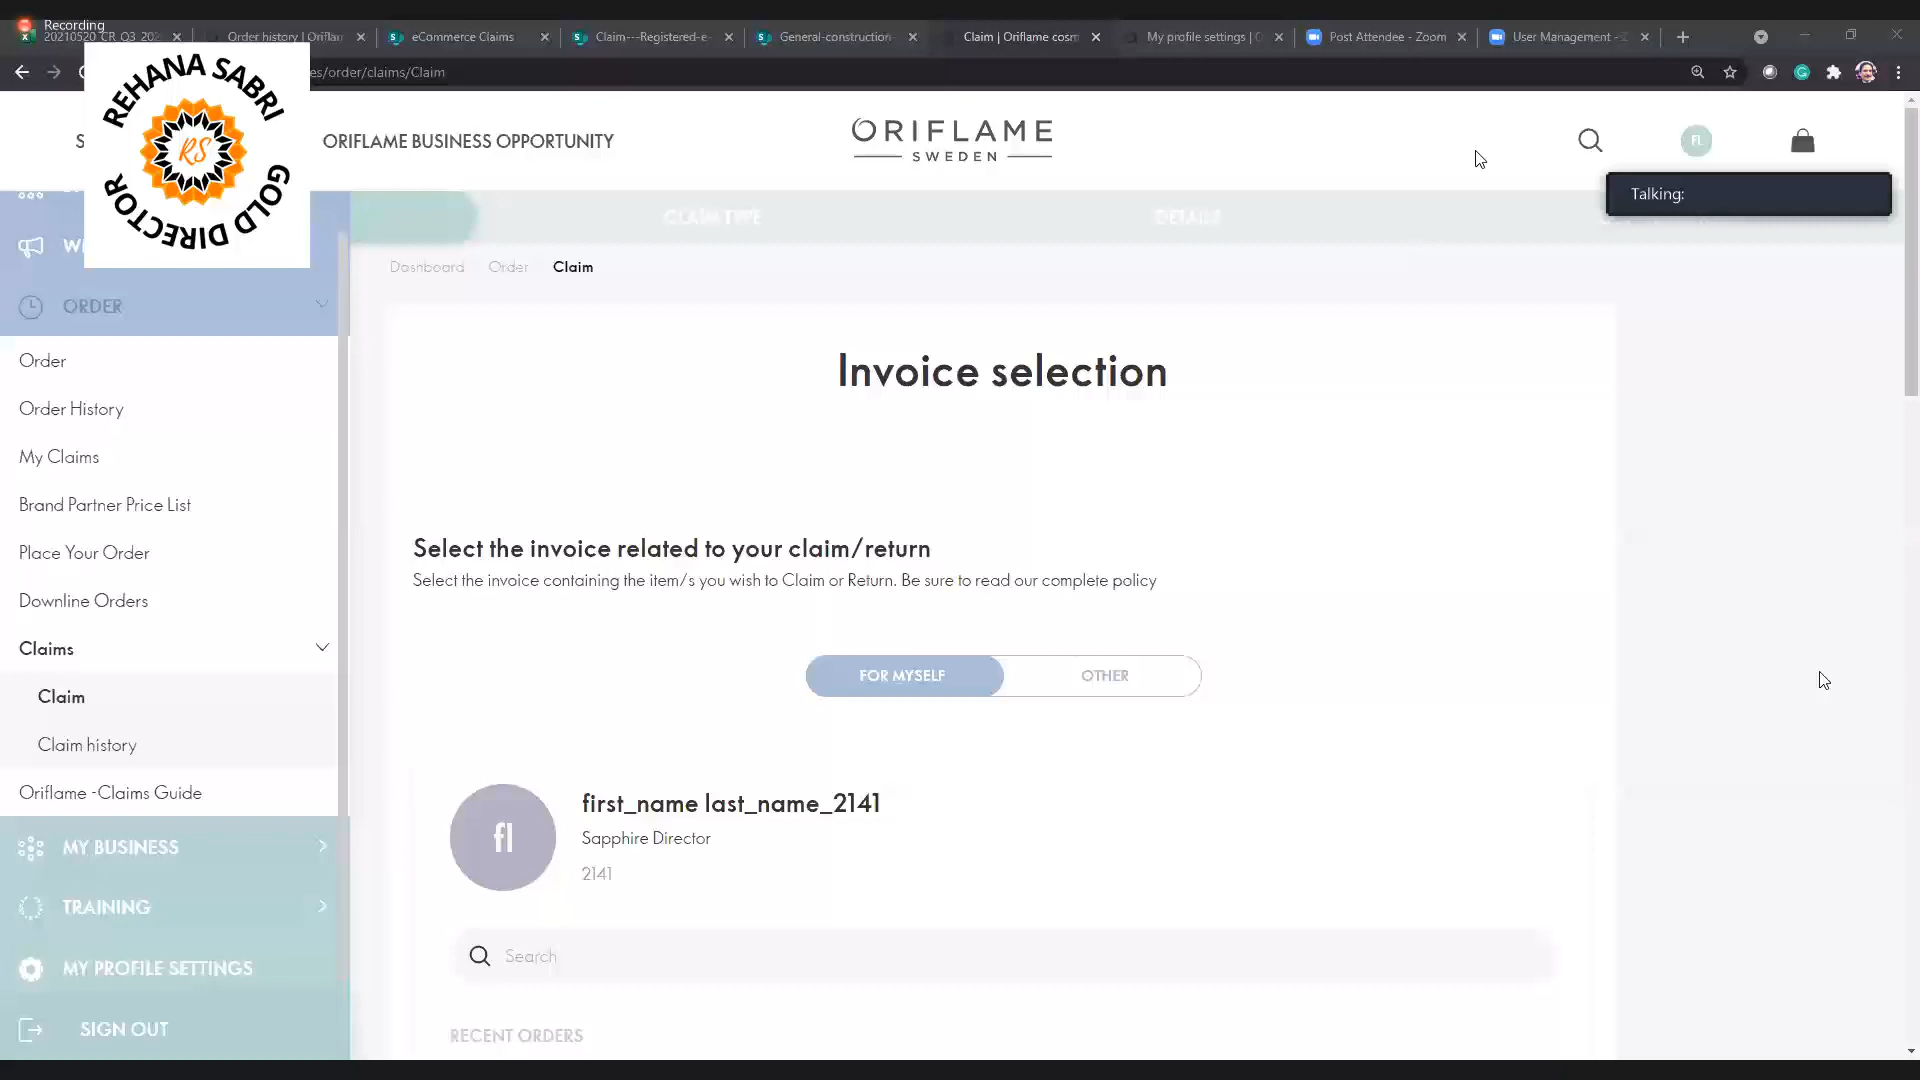 Recording
20210520_CR_Q3_202
Order history | Oriflam
eCommerce Claims
Claim---Registered-e-
General-construction-
Claim | Oriflame cosm
My profile settings | O
Post Attendee - Zoom
User Management - Z
es/order/claims/Claim
REHANA SABRI
RS
GOLD DIRECTOR
S
ORIFLAME BUSINESS OPPORTUNITY
ORIFLAME
SWEDEN
FL
Talking:
CLAIM TYPE
DETAILS
W
Dashboard
Order
Claim
ORDER
Invoice selection
Order
Order History
My Claims
Brand Partner Price List
Place Your Order
Downline Orders
Claims
Claim
Claim history
Oriflame -Claims Guide
MY BUSINESS
TRAINING
MY PROFILE SETTINGS
SIGN OUT
Select the invoice related to your claim/return
Select the invoice containing the item/s you wish to Claim or Return. Be sure to read our complete policy
FOR MYSELF
OTHER
fl
first_name last_name_2141
Sapphire Director
2141
Search
RECENT ORDERS